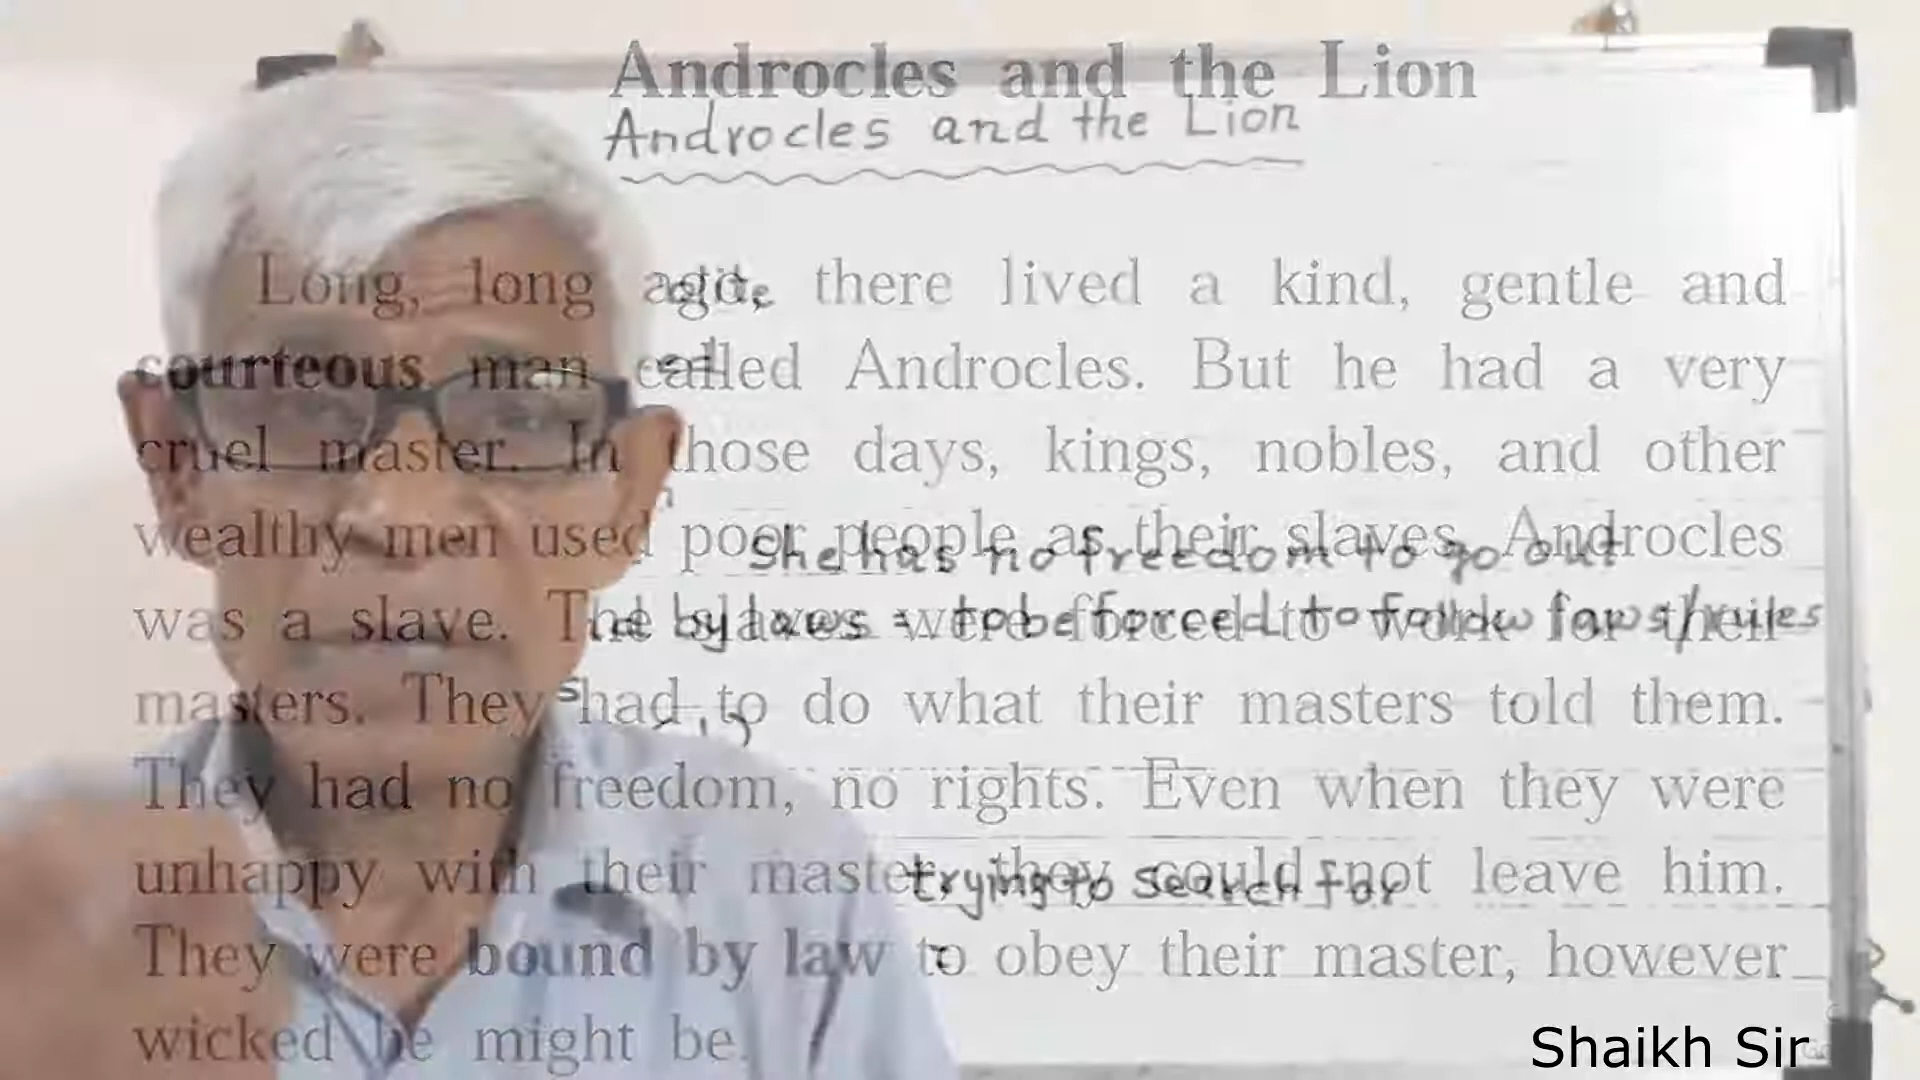 Androcles and the Lion
Androcles and the Lion
Long, long ago, there lived a kind, gentle and
courteous man called Androcles. But he had a very
cruel master. In those days, kings, nobles, and other
wealthy men used poor people as their slaves. Androcles
She has no freedom to go out
was a slave. The slaves were forced to work for their
by laws = to be forced to follow laws/rules
masters. They had to do what their masters told them.
They had no freedom, no rights. Even when they were
unhappy with their master, they could not leave him.
trying to search for
They were bound by law to obey their master, however
wicked he might be.
Shaikh Sir